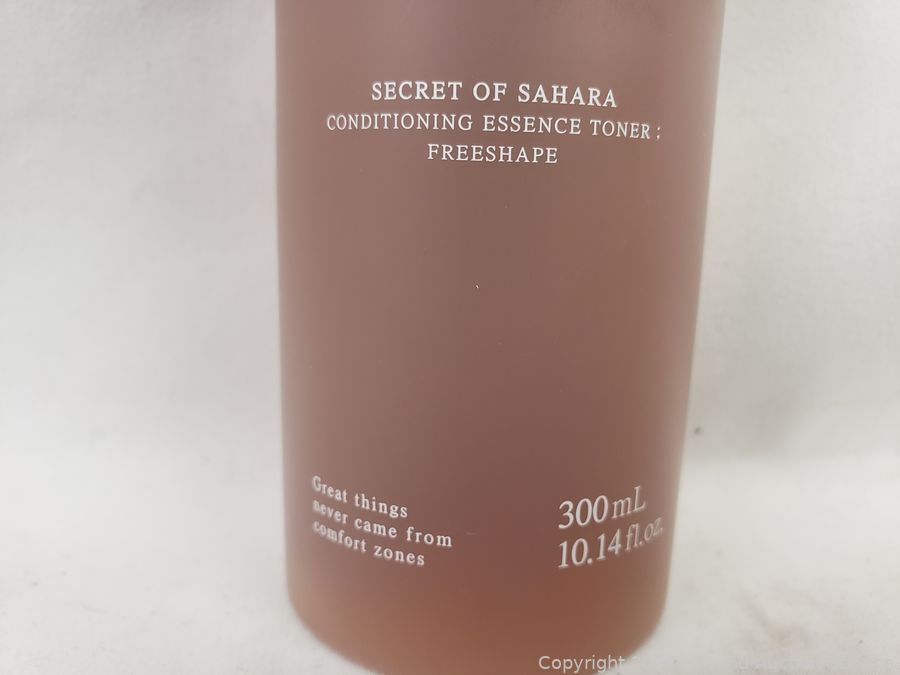 SECRET OF SAHARA
CONDITIONING ESSENCE TONER :
FREESHAPE
Great things
never came from
comfort zones
300mL
10.14 fl.oz.
Copyright